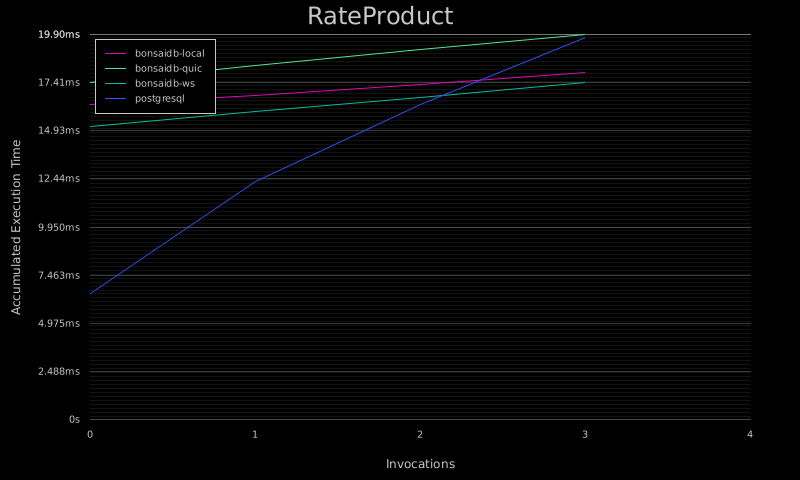 RateProduct
19.90ms
17.41ms
14.93ms
12.44ms
9.950ms
7.463ms
4.975ms
2.488ms
0s
bonsaidb-local
bonsaidb-quic
bonsaidb-ws
postgresql
Accumulated Execution Time
0 1 2 3 4
Invocations